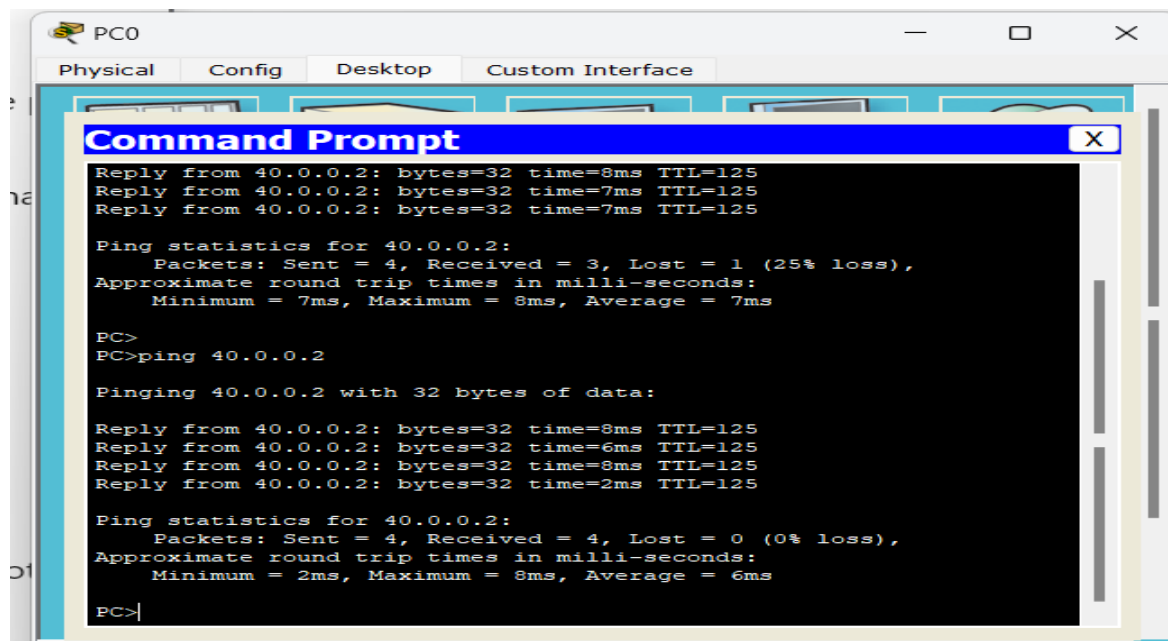 PC0
Physical Config Desktop Custom Interface
Command Prompt X
Reply from 40.0.0.2: bytes=32 time=8ms TTL=125
Reply from 40.0.0.2: bytes=32 time=7ms TTL=125
Reply from 40.0.0.2: bytes=32 time=7ms TTL=125
Ping statistics for 40.0.0.2:
Packets: Sent = 4, Received = 3, Lost = 1 (25% loss),
Approximate round trip times in milli-seconds:
Minimum = 7ms, Maximum = 8ms, Average = 7ms
PC>
PC>ping 40.0.0.2
Pinging 40.0.0.2 with 32 bytes of data:
Reply from 40.0.0.2: bytes=32 time=8ms TTL=125
Reply from 40.0.0.2: bytes=32 time=6ms TTL=125
Reply from 40.0.0.2: bytes=32 time=8ms TTL=125
Reply from 40.0.0.2: bytes=32 time=2ms TTL=125
Ping statistics for 40.0.0.2:
Packets: Sent = 4, Received = 4, Lost = 0 (0% loss),
Approximate round trip times in milli-seconds:
Minimum = 2ms, Maximum = 8ms, Average = 6ms
PC>